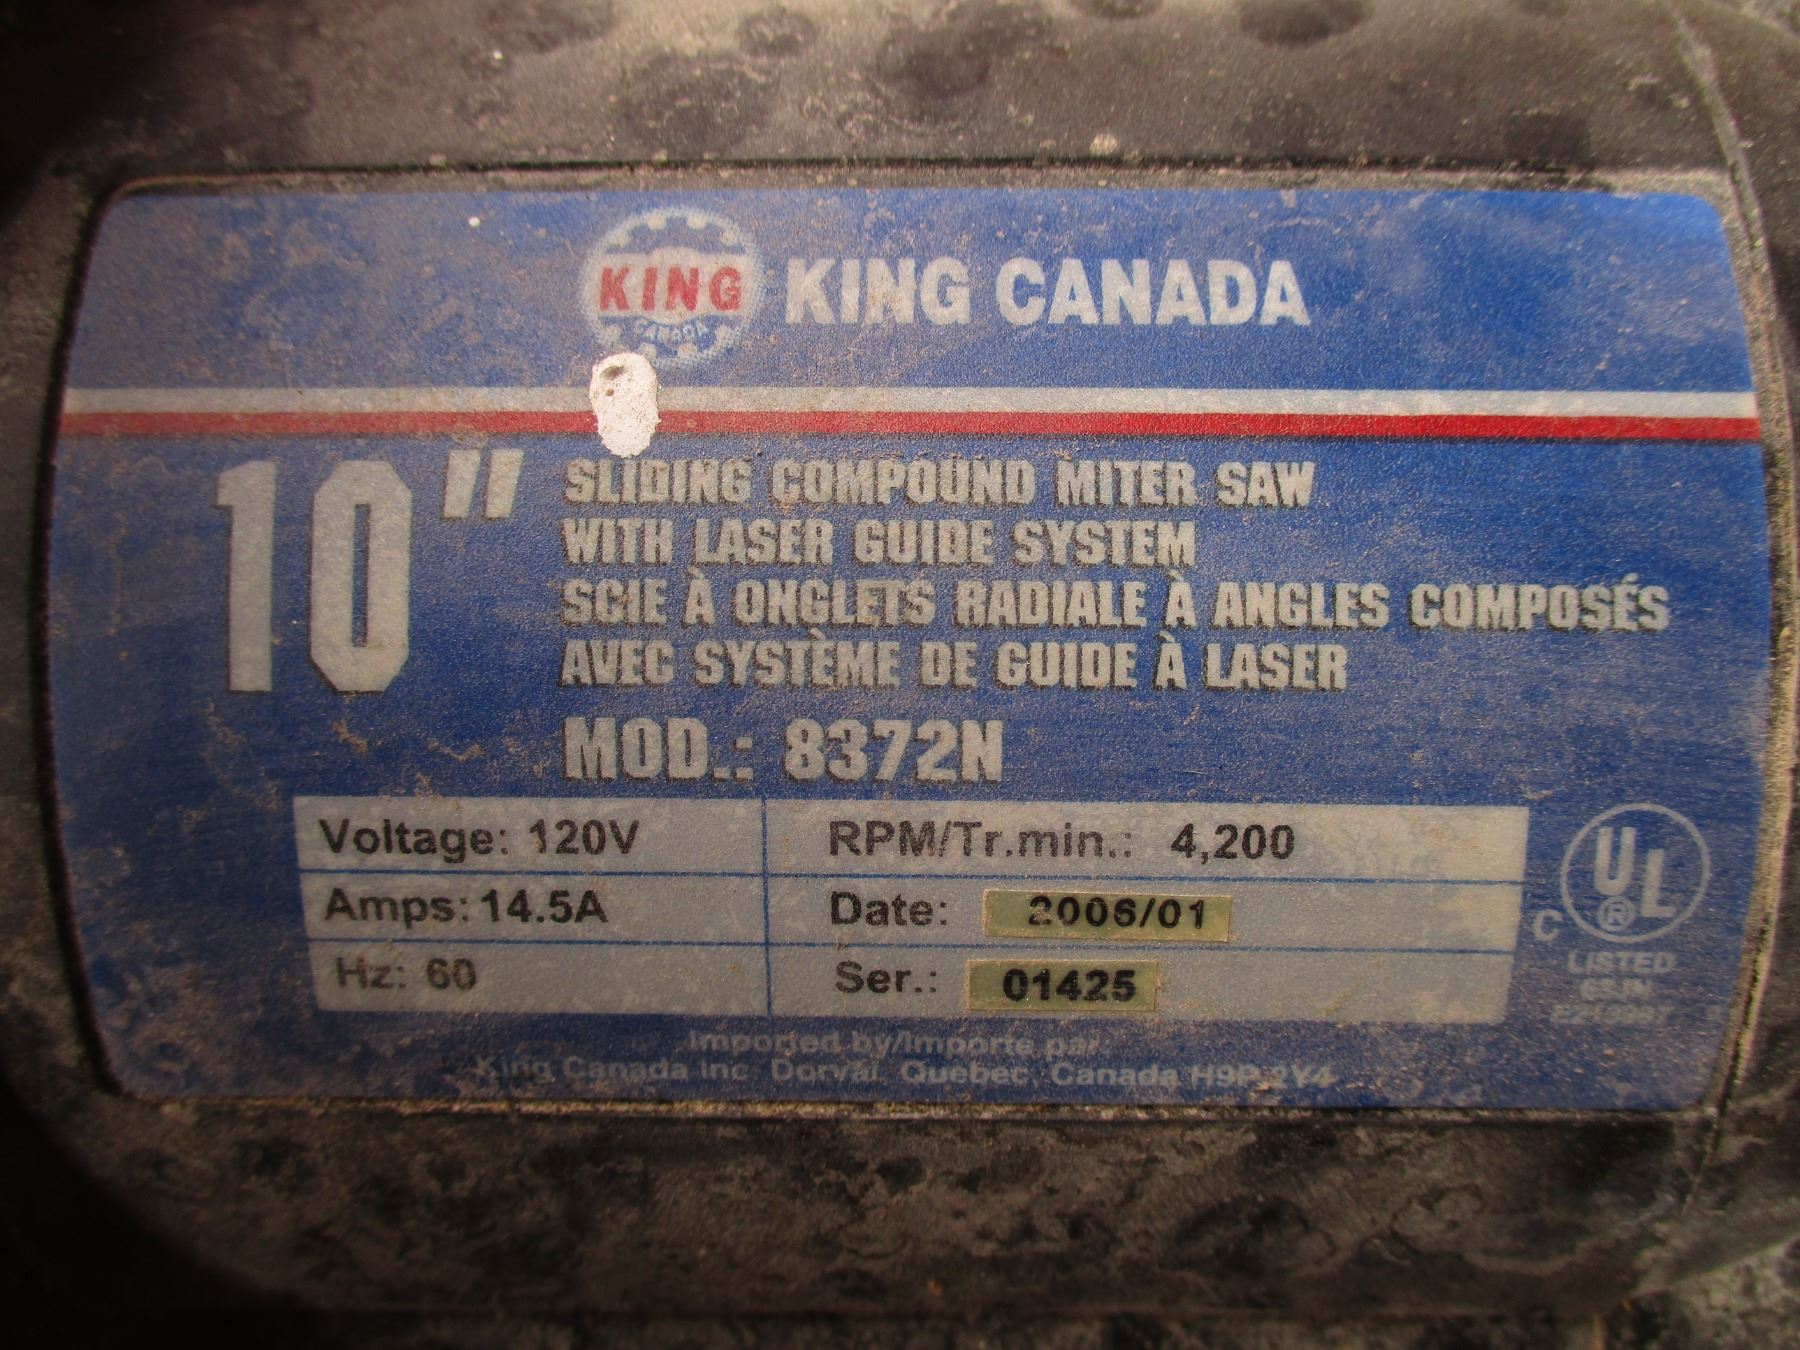 KING
CANADA
KING CANADA
10"
SLIDING COMPOUND MITER SAW
WITH LASER GUIDE SYSTEM
SCIE À ONGLETS RADIALE À ANGLES COMPOSÉS
AVEC SYSTÈME DE GUIDE À LASER
MOD.: 8372N
Voltage: 120V RPM/Tr.min.: 4,200
Amps: 14.5A Date: 2006/01
Hz: 60 Ser.: 01425
C UL ®
LISTED
Imported by/Importe par
King Canada Inc Dorval, Quebec, Canada H9P 2Y4